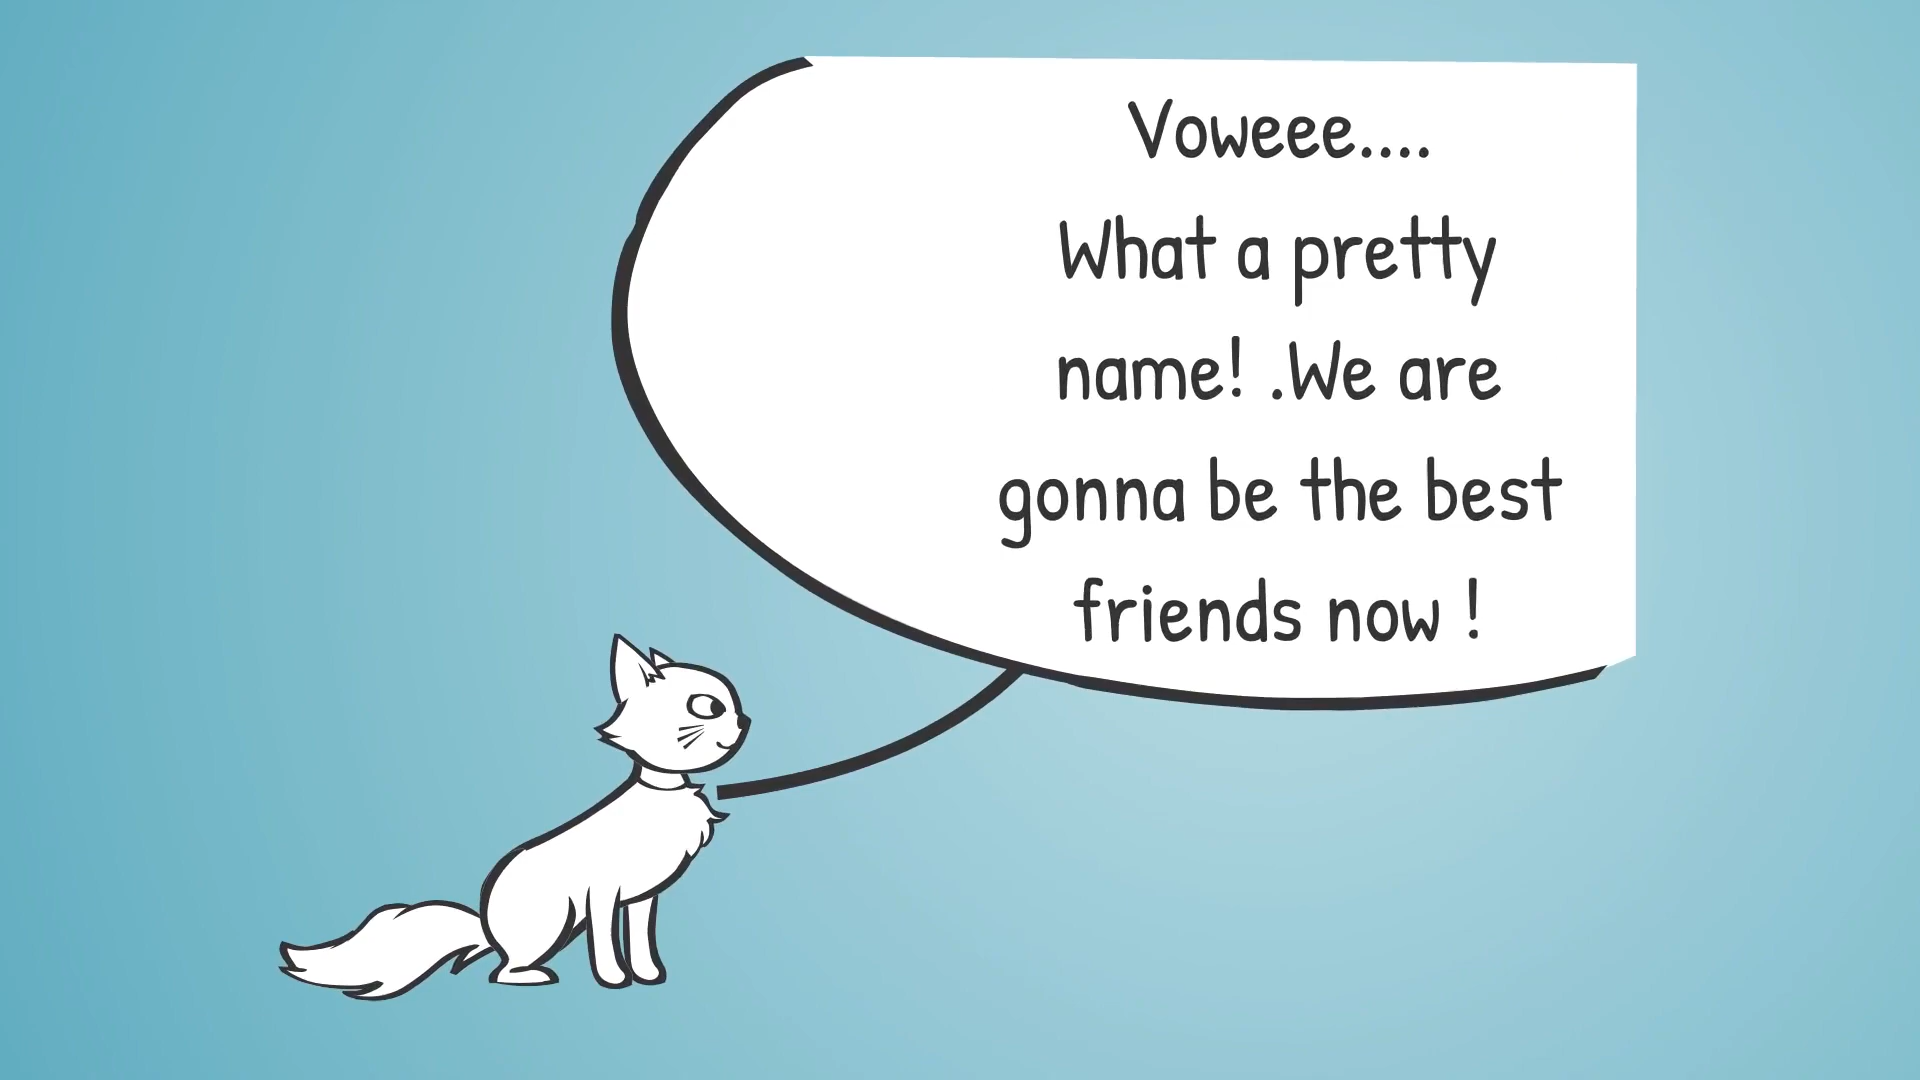 Voweee....
What a pretty
name! .We are
gonna be the best
friends now !